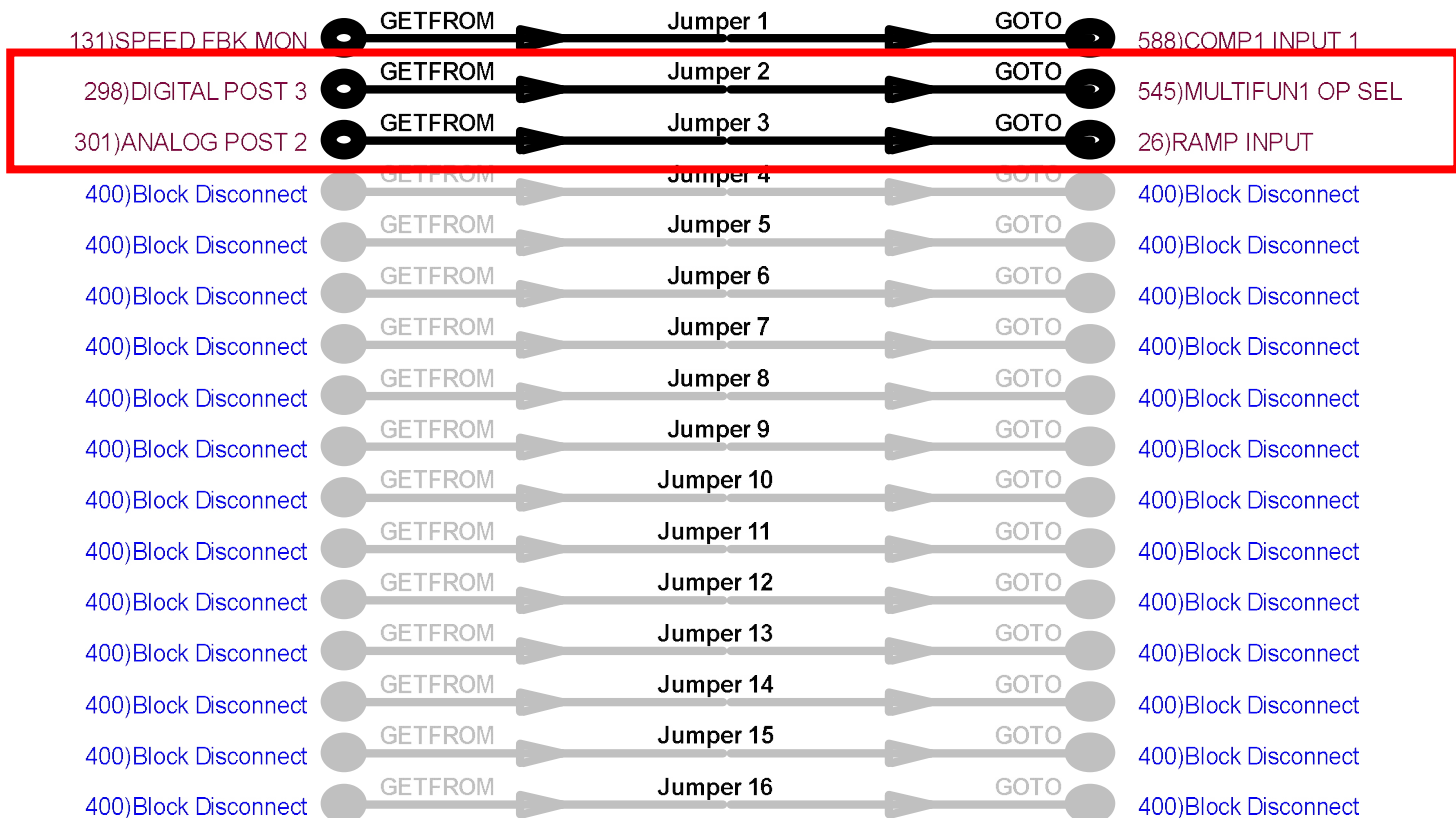 GETFROM Jumper 1 GOTO
131)SPEED FBK MON 588)COMP1 INPUT 1
GETFROM Jumper 2 GOTO
298)DIGITAL POST 3 545)MULTIFUN1 OP SEL
GETFROM Jumper 3 GOTO
301)ANALOG POST 2 26)RAMP INPUT
GETFROM Jumper 4 GOTO
400)Block Disconnect 400)Block Disconnect
GETFROM Jumper 5 GOTO
400)Block Disconnect 400)Block Disconnect
GETFROM Jumper 6 GOTO
400)Block Disconnect 400)Block Disconnect
GETFROM Jumper 7 GOTO
400)Block Disconnect 400)Block Disconnect
GETFROM Jumper 8 GOTO
400)Block Disconnect 400)Block Disconnect
GETFROM Jumper 9 GOTO
400)Block Disconnect 400)Block Disconnect
GETFROM Jumper 10 GOTO
400)Block Disconnect 400)Block Disconnect
GETFROM Jumper 11 GOTO
400)Block Disconnect 400)Block Disconnect
GETFROM Jumper 12 GOTO
400)Block Disconnect 400)Block Disconnect
GETFROM Jumper 13 GOTO
400)Block Disconnect 400)Block Disconnect
GETFROM Jumper 14 GOTO
400)Block Disconnect 400)Block Disconnect
GETFROM Jumper 15 GOTO
400)Block Disconnect 400)Block Disconnect
GETFROM Jumper 16 GOTO
400)Block Disconnect 400)Block Disconnect